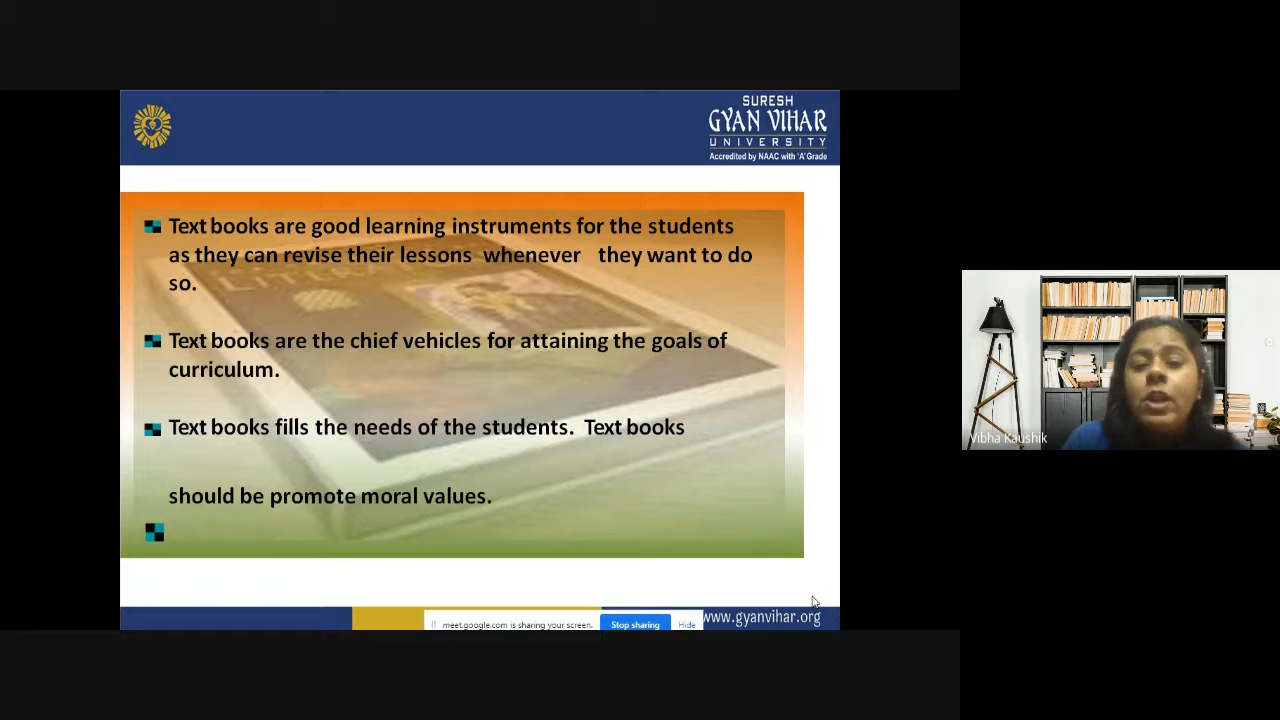 SURESH
GYAN VIHAR
UNIVERSITY
Accredited by NAAC with 'A' Grade
Text books are good learning instruments for the students
as they can revise their lessons whenever they want to do
so.
Text books are the chief vehicles for attaining the goals of
curriculum.
Text books fills the needs of the students. Text books
should be promote moral values.
LITERATURE
Vibha Kaushik
www.gyanvihar.org
meet.google.com is sharing your screen.
Stop sharing
Hide